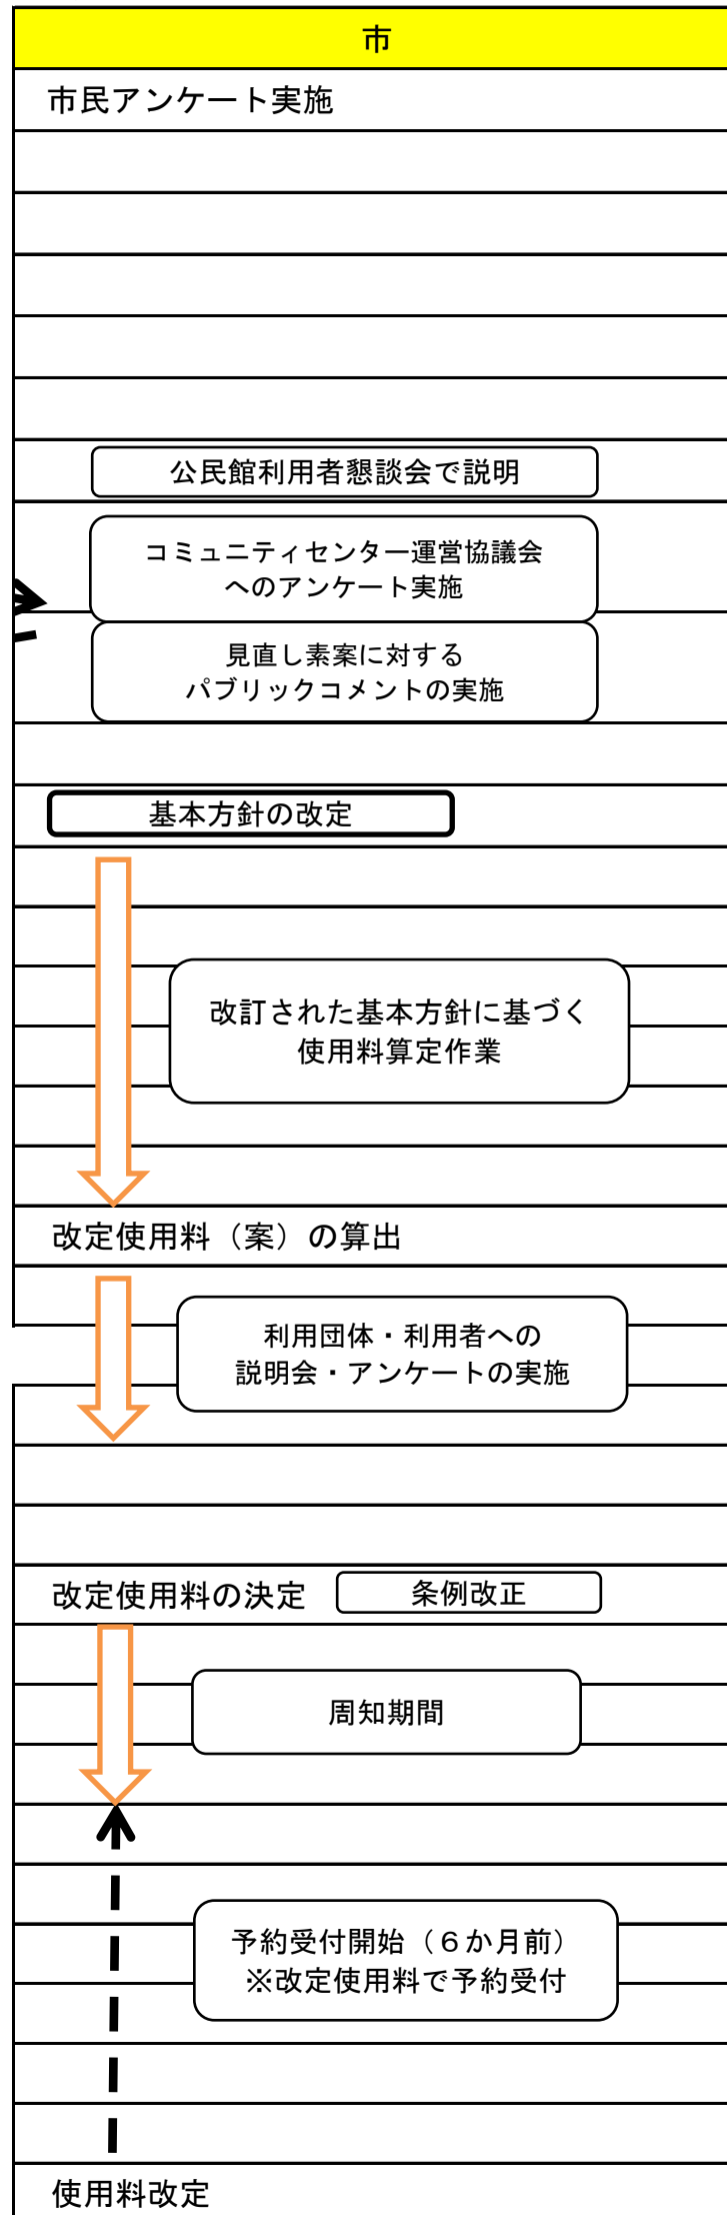 市
市民アンケート実施
公民館利用者懇談会で説明
コミュニティセンター運営協議会
へのアンケート実施
見直し素案に対する
パブリックコメントの実施
基本方針の改定
改訂された基本方針に基づく
使用料算定作業
改定使用料（案）の算出
利用団体・利用者への
説明会・アンケートの実施
改定使用料の決定 条例改正
周知期間
予約受付開始（６か月前）
※改定使用料で予約受付
使用料改定